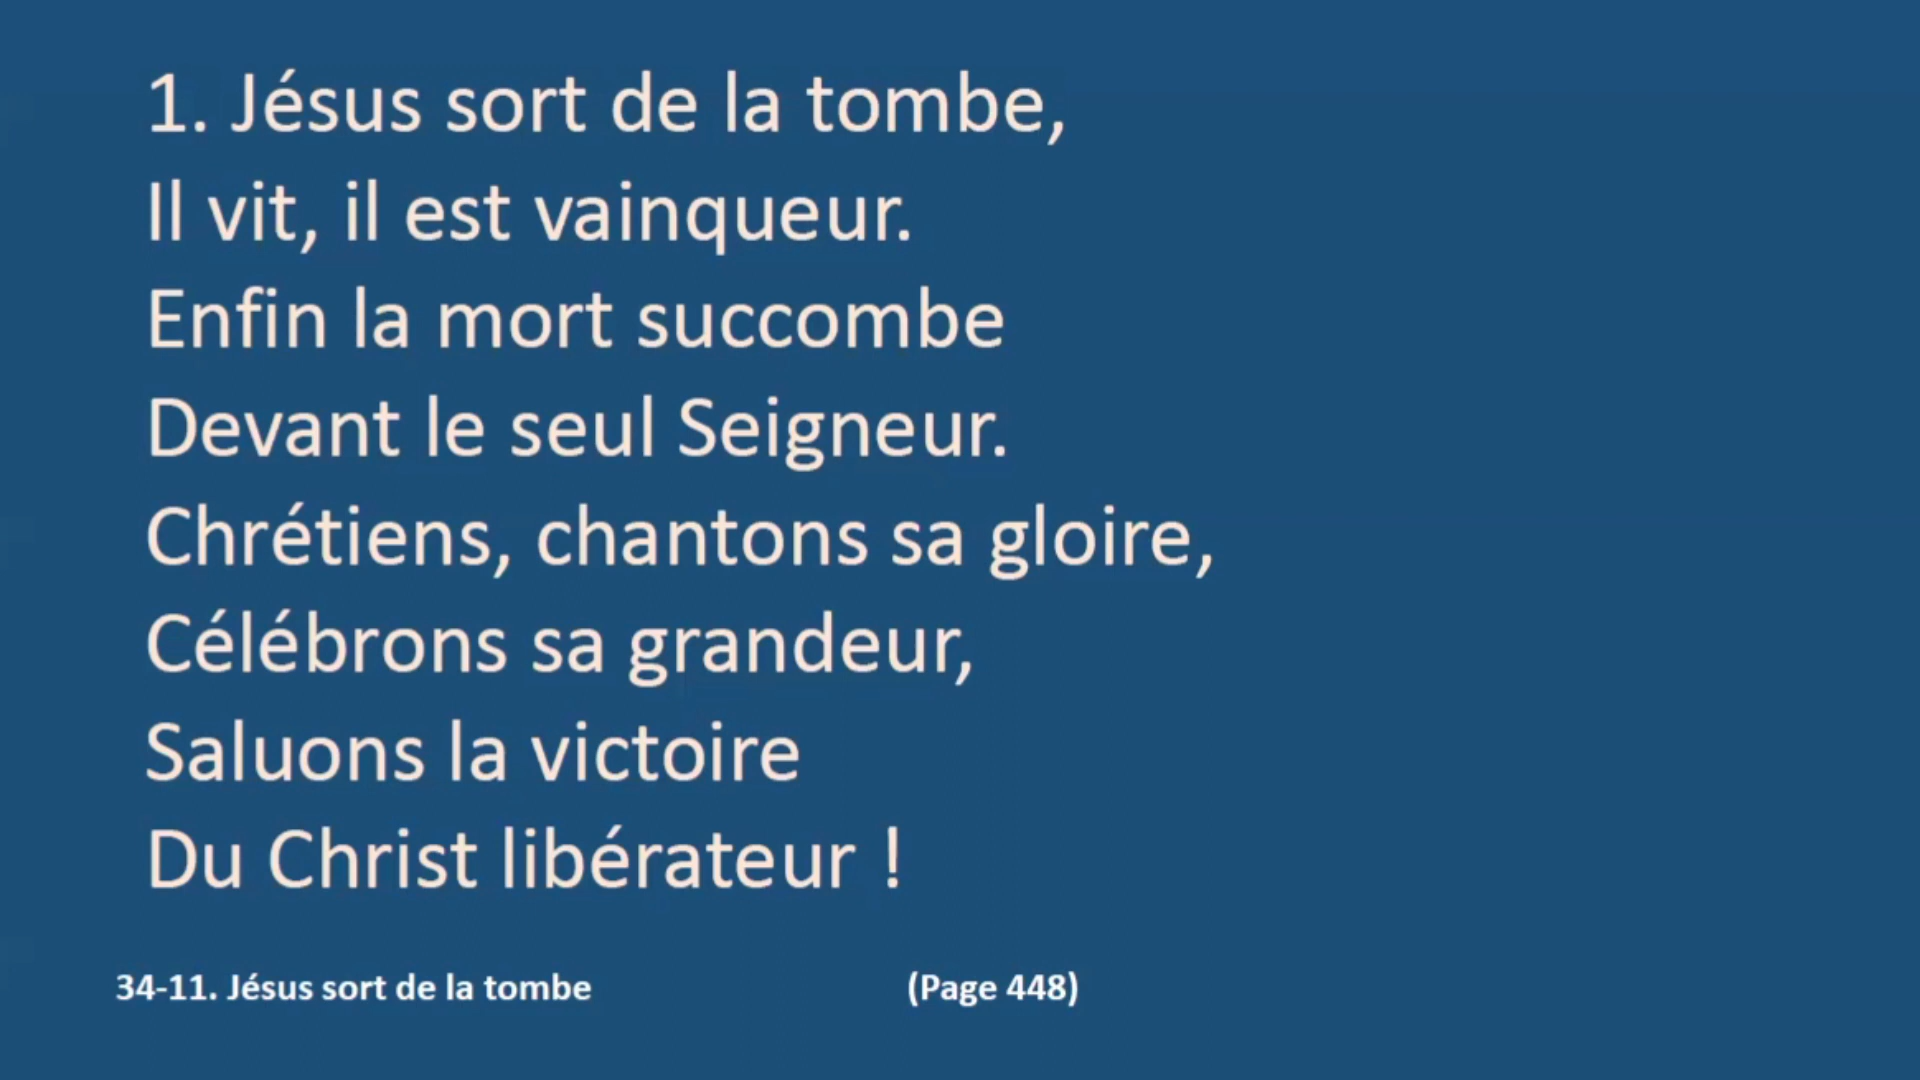 1. Jésus sort de la tombe,
Il vit, il est vainqueur.
Enfin la mort succombe
Devant le seul Seigneur.
Chrétiens, chantons sa gloire,
Célébrons sa grandeur,
Saluons la victoire
Du Christ libérateur !
34-11. Jésus sort de la tombe (Page 448)